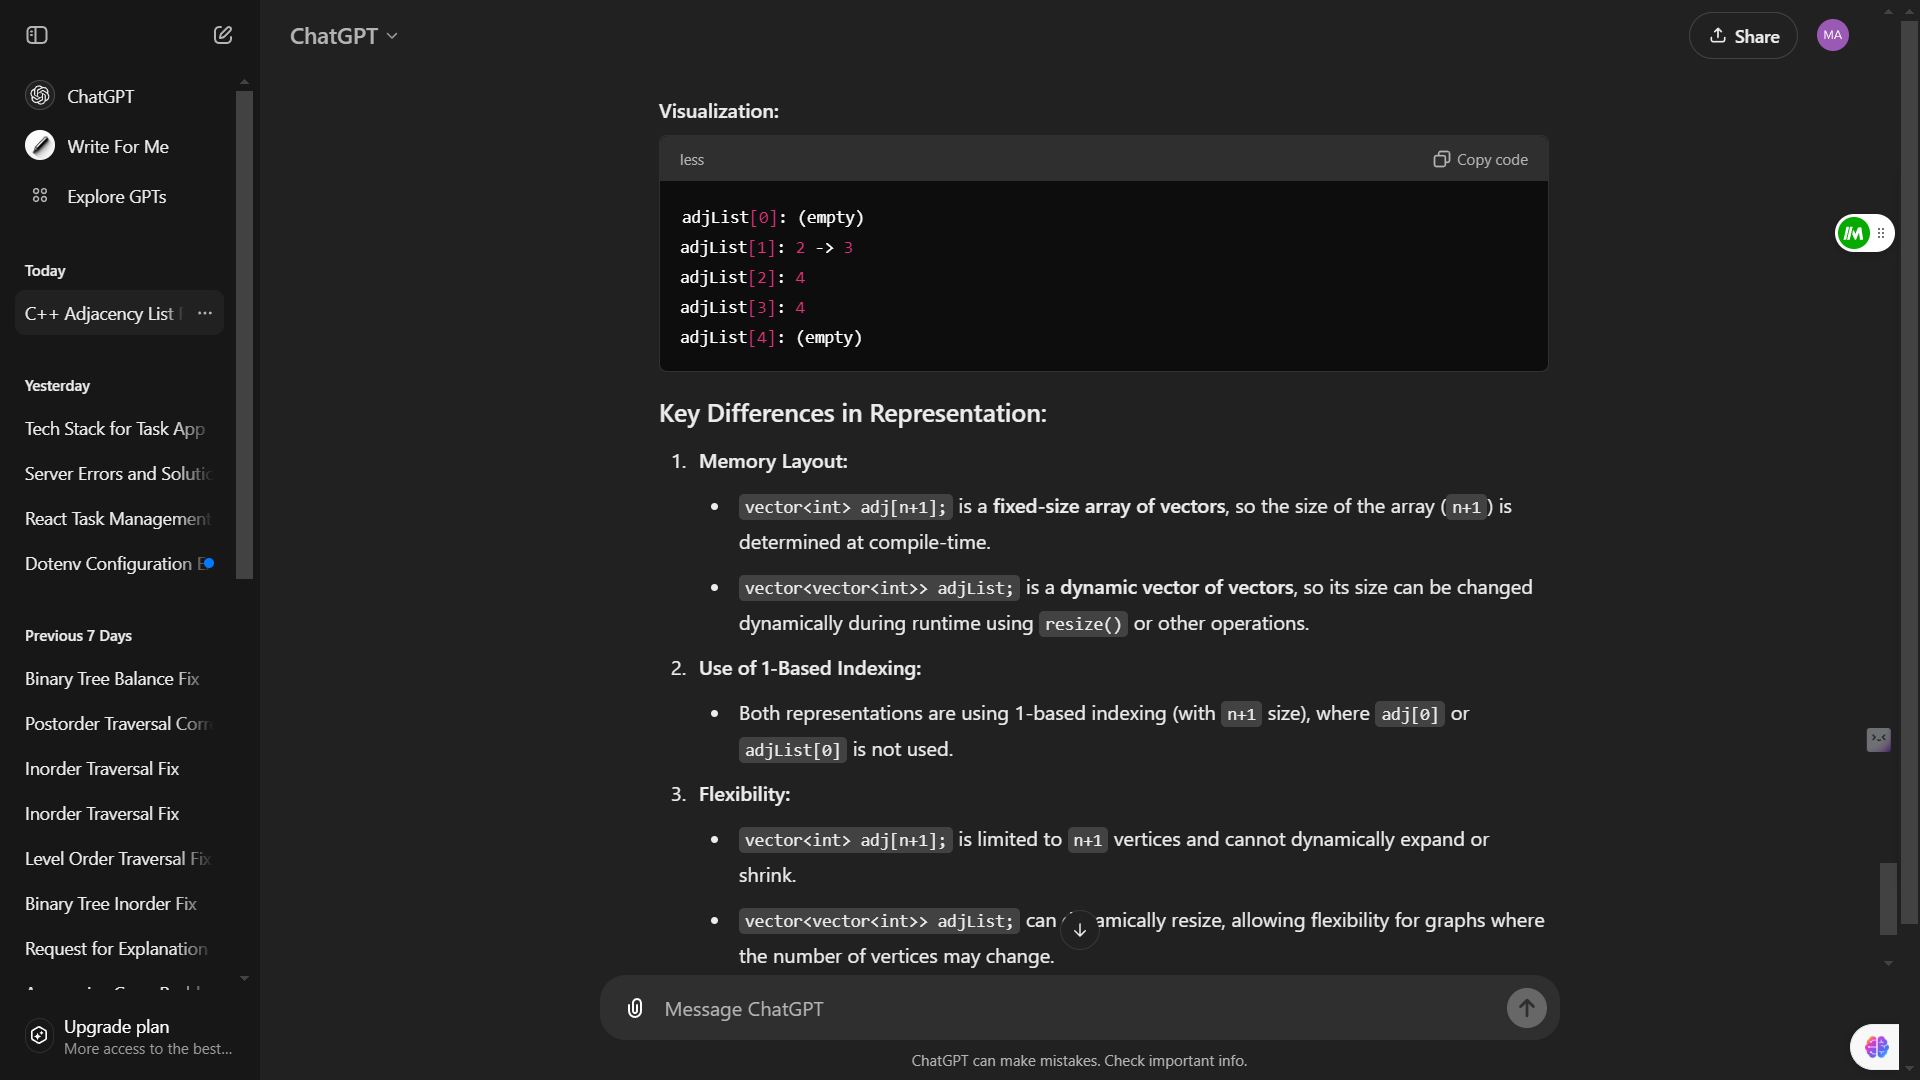 ChatGPT
Write For Me
Explore GPTs
Today
C++ Adjacency List
Yesterday
Tech Stack for Task App
Server Errors and Solutio
React Task Management
Dotenv Configuration E
Previous 7 Days
Binary Tree Balance Fix
Postorder Traversal Corr
Inorder Traversal Fix
Inorder Traversal Fix
Level Order Traversal Fix
Binary Tree Inorder Fix
Request for Explanation
Upgrade plan
More access to the best...
ChatGPT
Share
MA
Visualization:
less
Copy code
adjList[0]: (empty)
adjList[1]: 2 -> 3
adjList[2]: 4
adjList[3]: 4
adjList[4]: (empty)
Key Differences in Representation:
1. Memory Layout:
• vector<int> adj[n+1]; is a fixed-size array of vectors, so the size of the array (n+1) is
determined at compile-time.
• vector<vector<int>> adjList; is a dynamic vector of vectors, so its size can be changed
dynamically during runtime using resize() or other operations.
2. Use of 1-Based Indexing:
• Both representations are using 1-based indexing (with n+1 size), where adj[0] or
adjList[0] is not used.
3. Flexibility:
• vector<int> adj[n+1]; is limited to n+1 vertices and cannot dynamically expand or
shrink.
• vector<vector<int>> adjList; can dynamically resize, allowing flexibility for graphs where
the number of vertices may change.
Message ChatGPT
ChatGPT can make mistakes. Check important info.